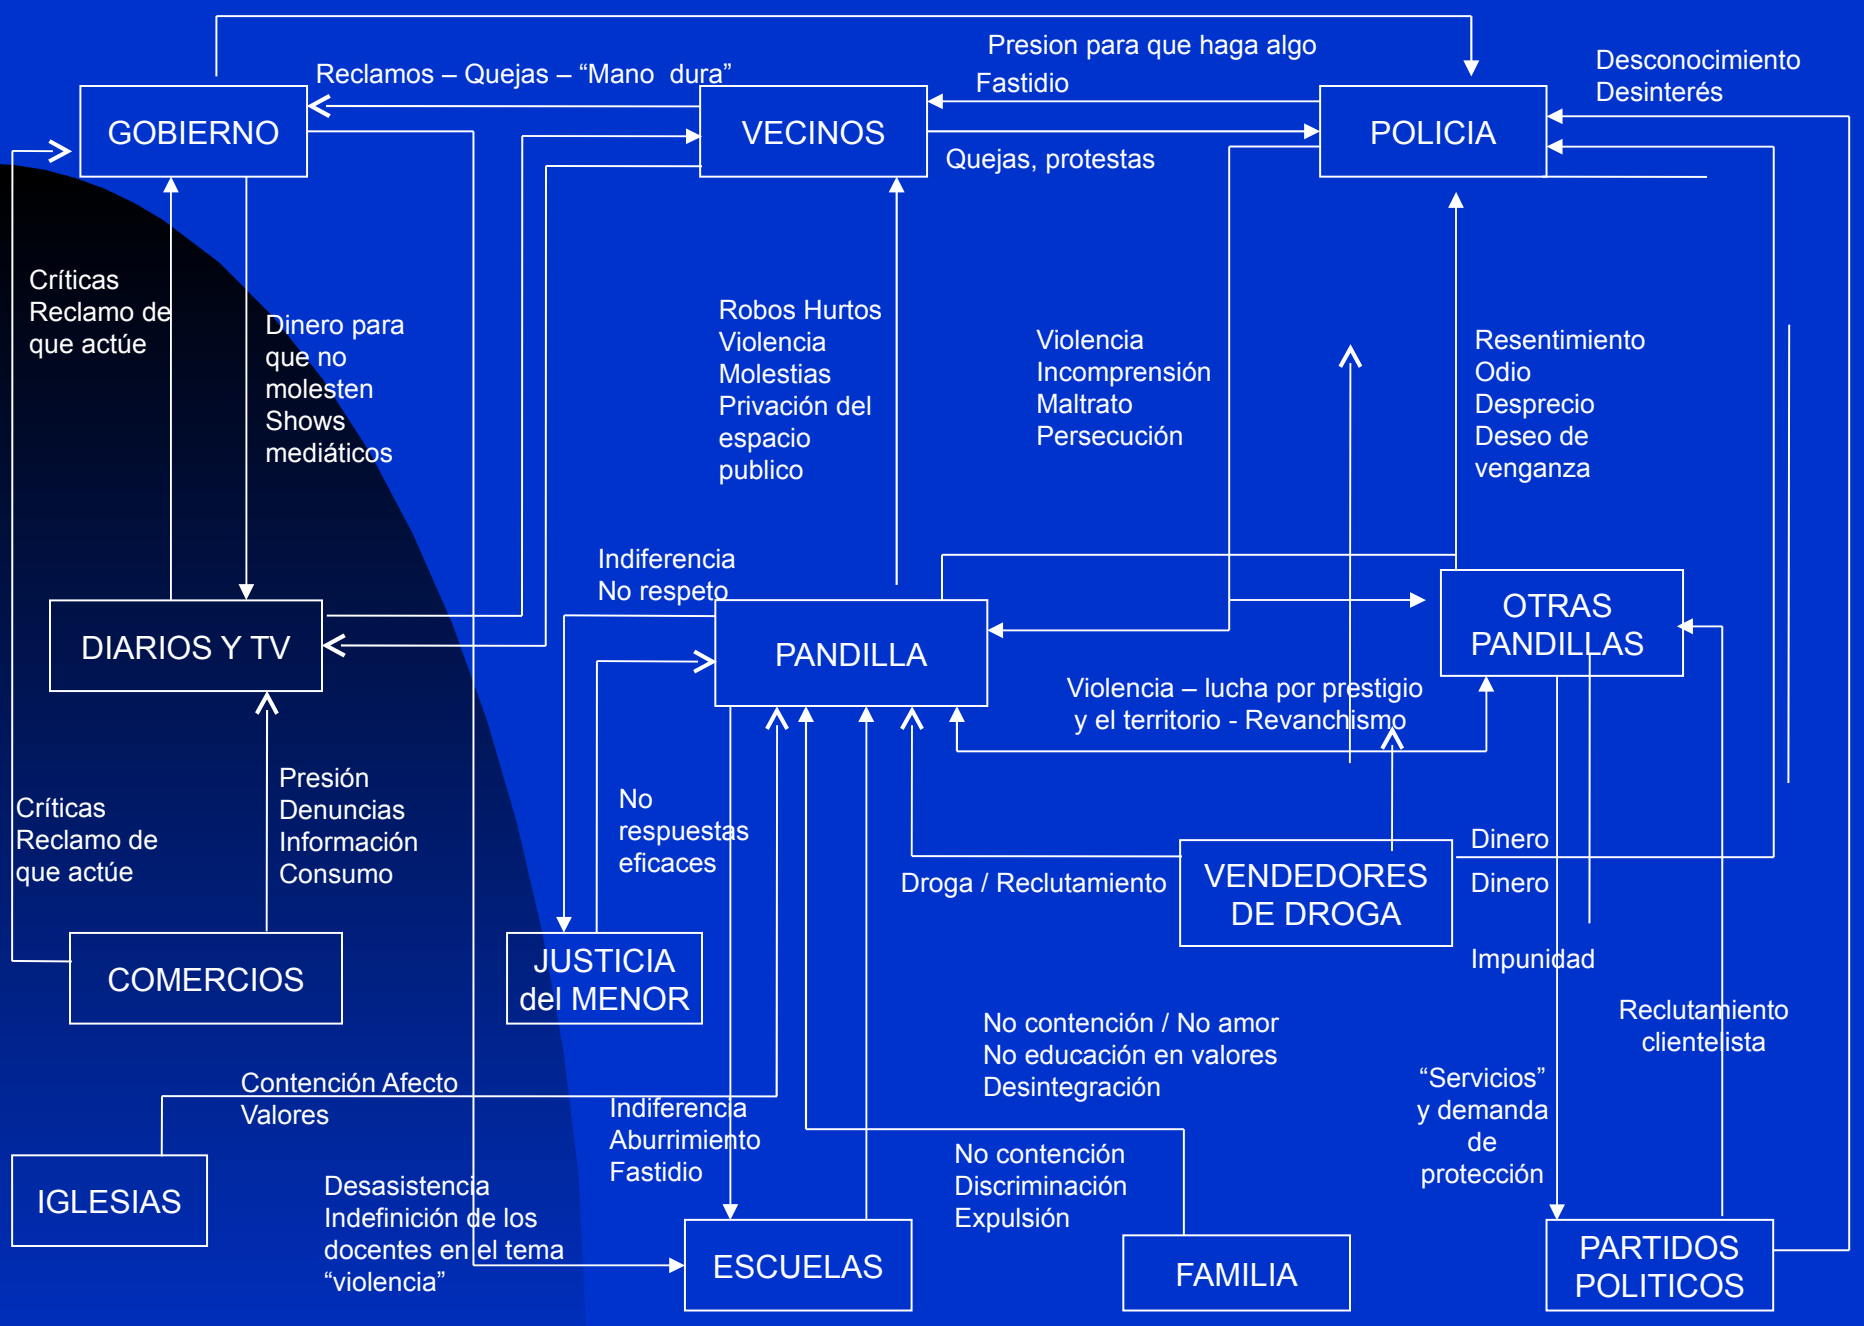 Presion para que haga algo
Desconocimiento
Desinterés
Reclamos – Quejas – “Mano dura”
Fastidio
GOBIERNO
VECINOS
POLICIA
Quejas, protestas
Críticas
Reclamo de
que actúe
Dinero para
que no
molesten
Shows
mediáticos
Robos Hurtos
Violencia
Molestias
Privación del
espacio
publico
Violencia
Incomprensión
Maltrato
Persecución
Resentimiento
Odio
Desprecio
Deseo de
venganza
Indiferencia
No respeto
DIARIOS Y TV
PANDILLA
OTRAS
PANDILLAS
Violencia – lucha por prestigio
y el territorio - Revanchismo
Críticas
Reclamo de
que actúe
Presión
Denuncias
Información
Consumo
No
respuestas
eficaces
Droga / Reclutamiento
VENDEDORES
DE DROGA
Dinero
Dinero
Impunidad
COMERCIOS
JUSTICIA
del MENOR
No contención / No amor
No educación en valores
Desintegración
Reclutamiento
clientelista
“Servicios”
y demanda
de
protección
Contención Afecto
Valores
Indiferencia
Aburrimiento
Fastidio
No contención
Discriminación
Expulsión
IGLESIAS
Desasistencia
Indefinición de los
docentes en el tema
“violencia”
ESCUELAS
FAMILIA
PARTIDOS
POLITICOS